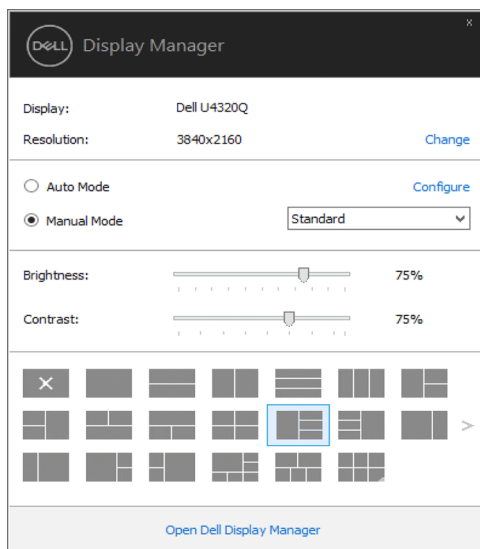 x
DELL Display Manager
Display: Dell U4320Q
Resolution: 3840x2160 Change
Auto Mode Configure
Manual Mode Standard
Brightness: 75%
Contrast: 75%
>
Open Dell Display Manager